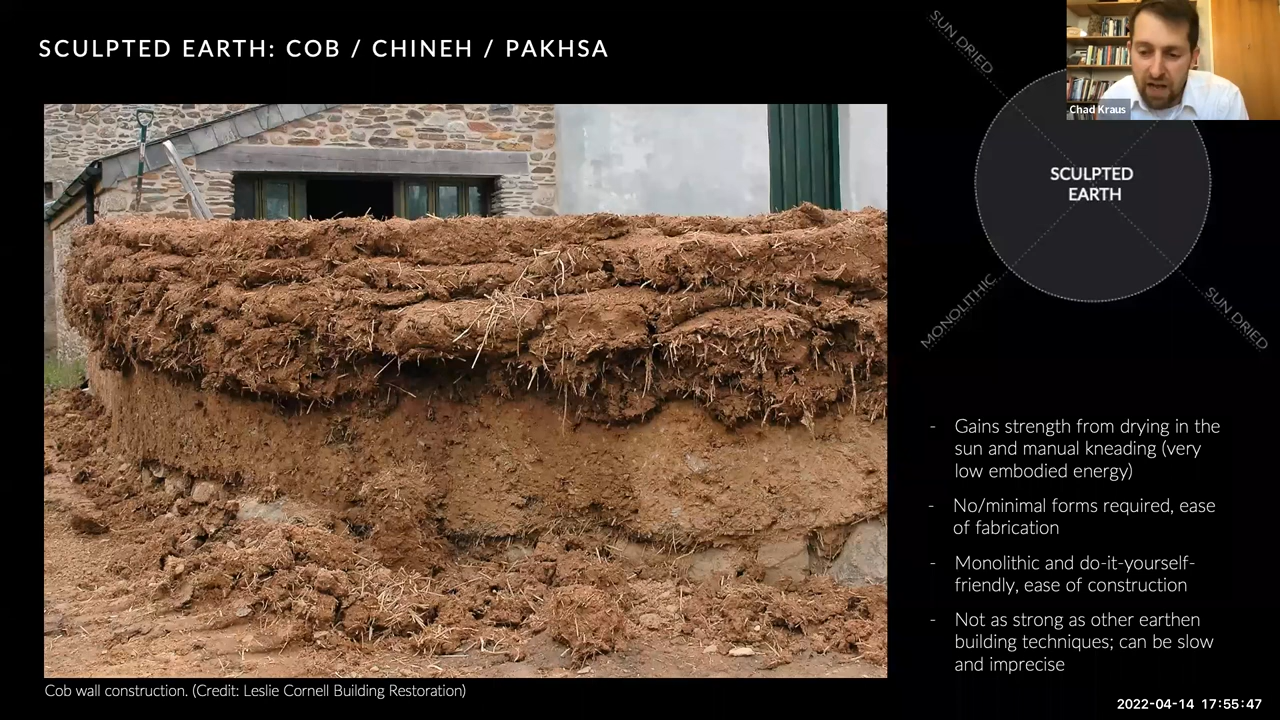 SCULPTED EARTH: COB / CHINEH / PAKHSA
SUN DRIED
Chad Kraus
SCULPTED
EARTH
MONOLITHIC
SUN DRIED
- Gains strength from drying in the
sun and manual kneading (very
low embodied energy)
- No/minimal forms required, ease
of fabrication
- Monolithic and do-it-yourself-
friendly, ease of construction
- Not as strong as other earthen
building techniques; can be slow
and imprecise
Cob wall construction. (Credit: Leslie Cornell Building Restoration)
2022-04-14 17:55:47